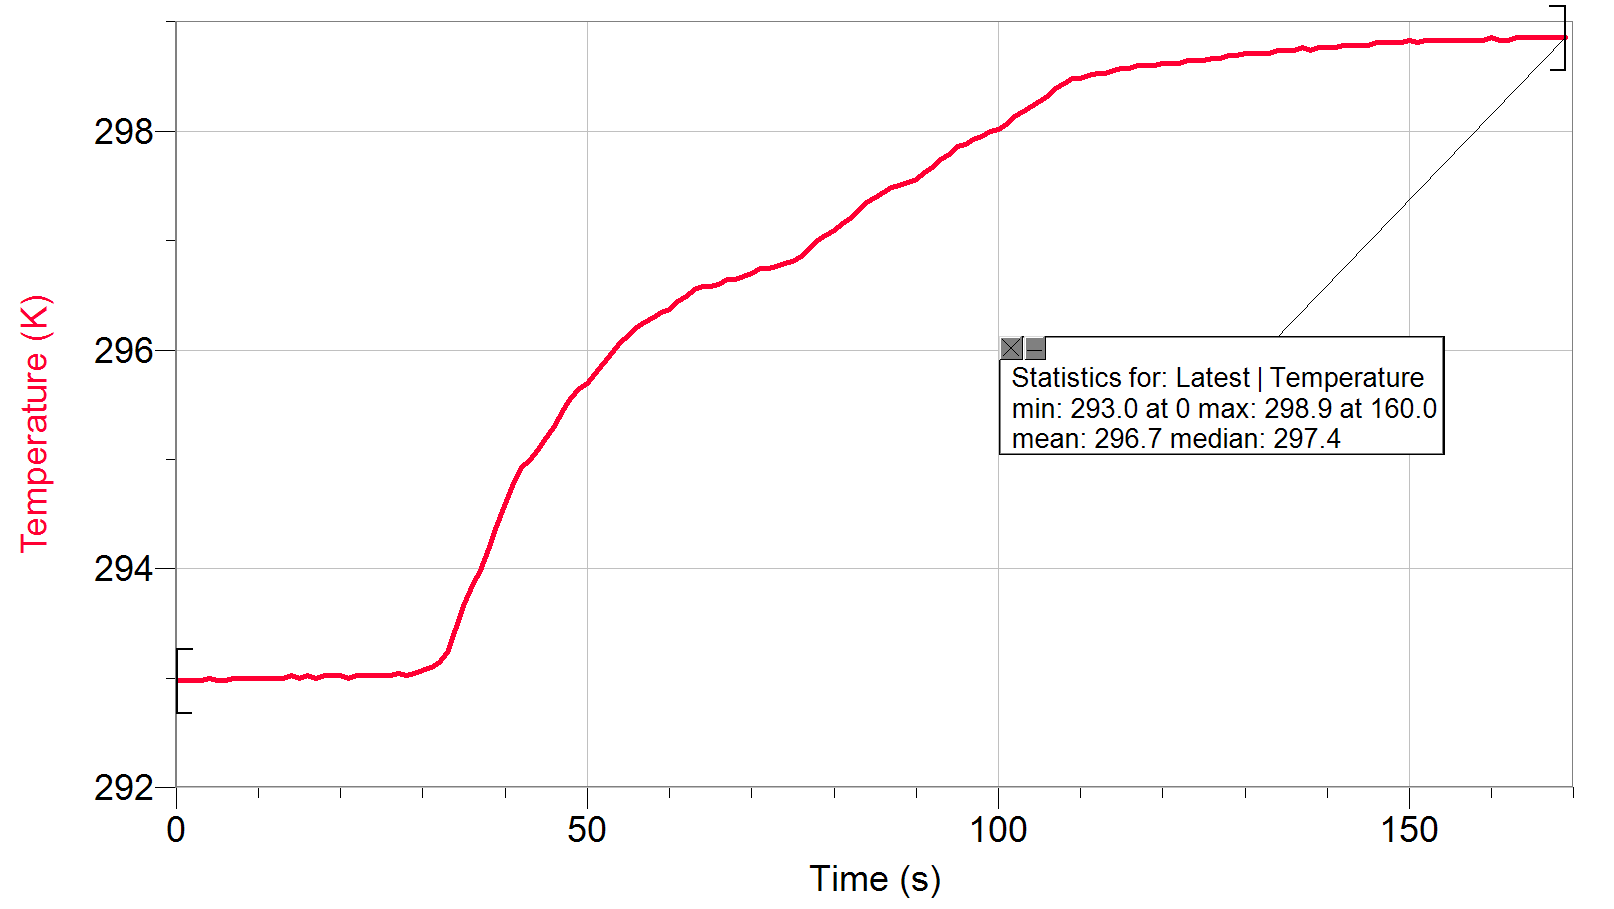 298
296
294
292
Temperature (K)
Statistics for: Latest | Temperature
min: 293.0 at 0 max: 298.9 at 160.0
mean: 296.7 median: 297.4
0 50 100 150
Time (s)